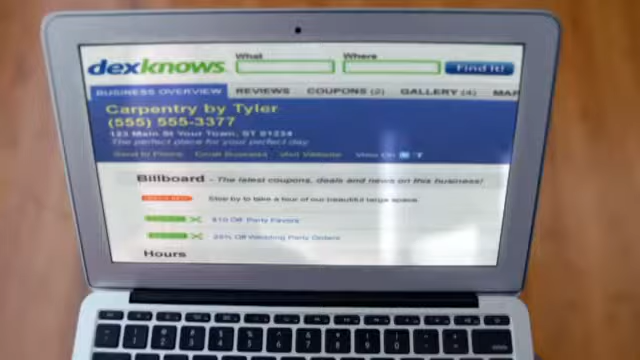 What Where
dexknows Find It!
BUSINESS OVERVIEW REVIEWS COUPONS (2) GALLERY (4) MAP
Carpentry by Tyler
(555) 555-3377
123 Main St Your Town, ST 81234
The perfect place for your perfect day
Send to Phone Email Business Visit Website View On
Billboard - The latest coupons, deals and news on this business!
Stop by to take a tour of our beautiful large space
$10 Off Party Favors
25% Off Wedding Party Orders
Hours